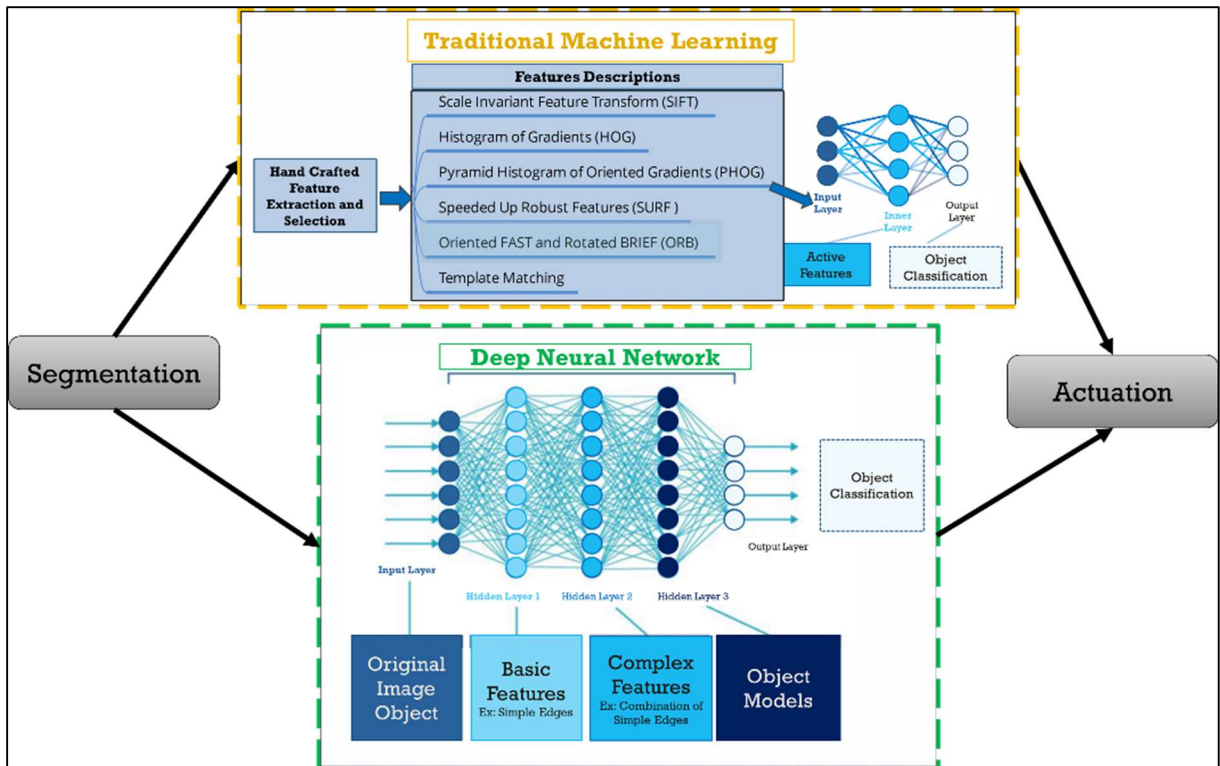 Traditional Machine Learning
Features Descriptions
Scale Invariant Feature Transform (SIFT)
Histogram of Gradients (HOG)
Pyramid Histogram of Oriented Gradients (PHOG)
Speeded Up Robust Features (SURF )
Oriented FAST and Rotated BRIEF (ORB)
Template Matching
Hand Crafted
Feature
Extraction and
Selection
Input
Layer
Inner
Layer
Output
Layer
Active
Features
Object
Classification
Segmentation
Actuation
Deep Neural Network
Object
Classification
Output Layer
Input Layer
Hidden Layer 1
Hidden Layer 2
Hidden Layer 3
Original
Image
Object
Basic
Features
Ex: Simple Edges
Complex
Features
Ex: Combination of
Simple Edges
Object
Models